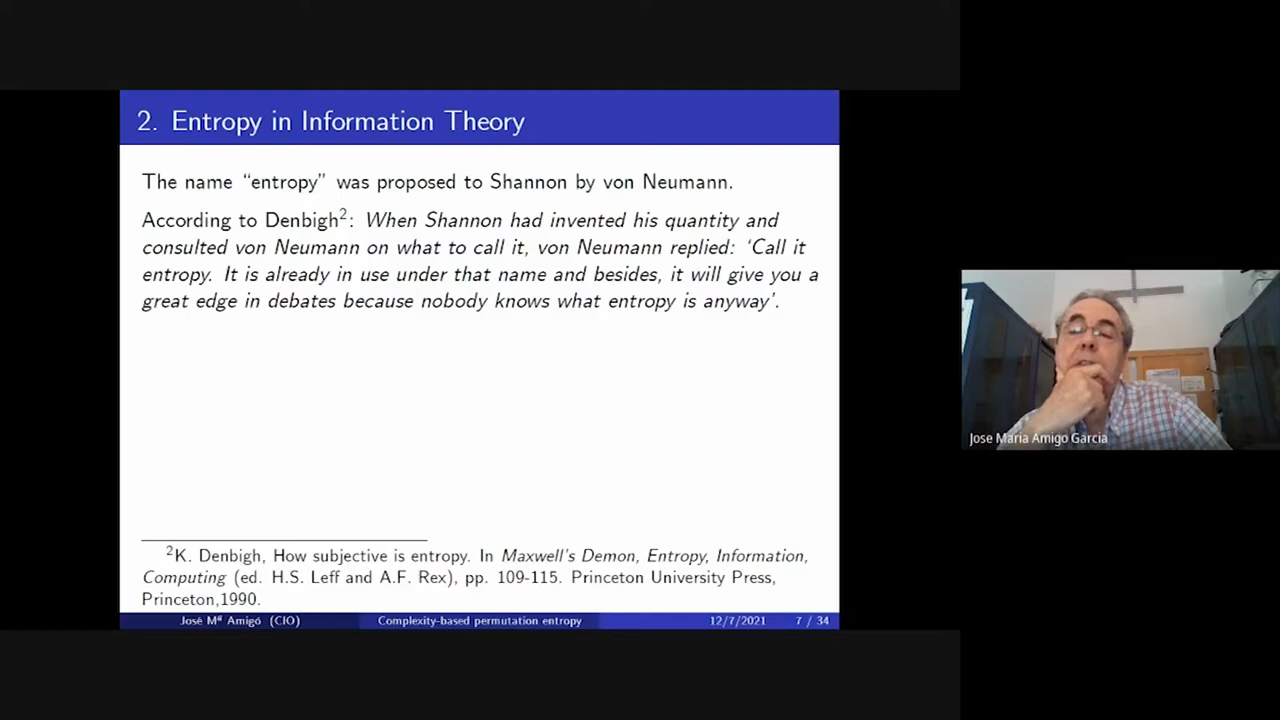 2. Entropy in Information Theory
The name “entropy” was proposed to Shannon by von Neumann.
According to Denbigh²: When Shannon had invented his quantity and
consulted von Neumann on what to call it, von Neumann replied: ‘Call it
entropy. It is already in use under that name and besides, it will give you a
great edge in debates because nobody knows what entropy is anyway’.
²K. Denbigh, How subjective is entropy. In Maxwell’s Demon, Entropy, Information,
Computing (ed. H.S. Leff and A.F. Rex), pp. 109-115. Princeton University Press,
Princeton,1990.
José Mª Amigó (CIO) Complexity-based permutation entropy 12/7/2021 7 / 34
Jose Maria Amigo Garcia